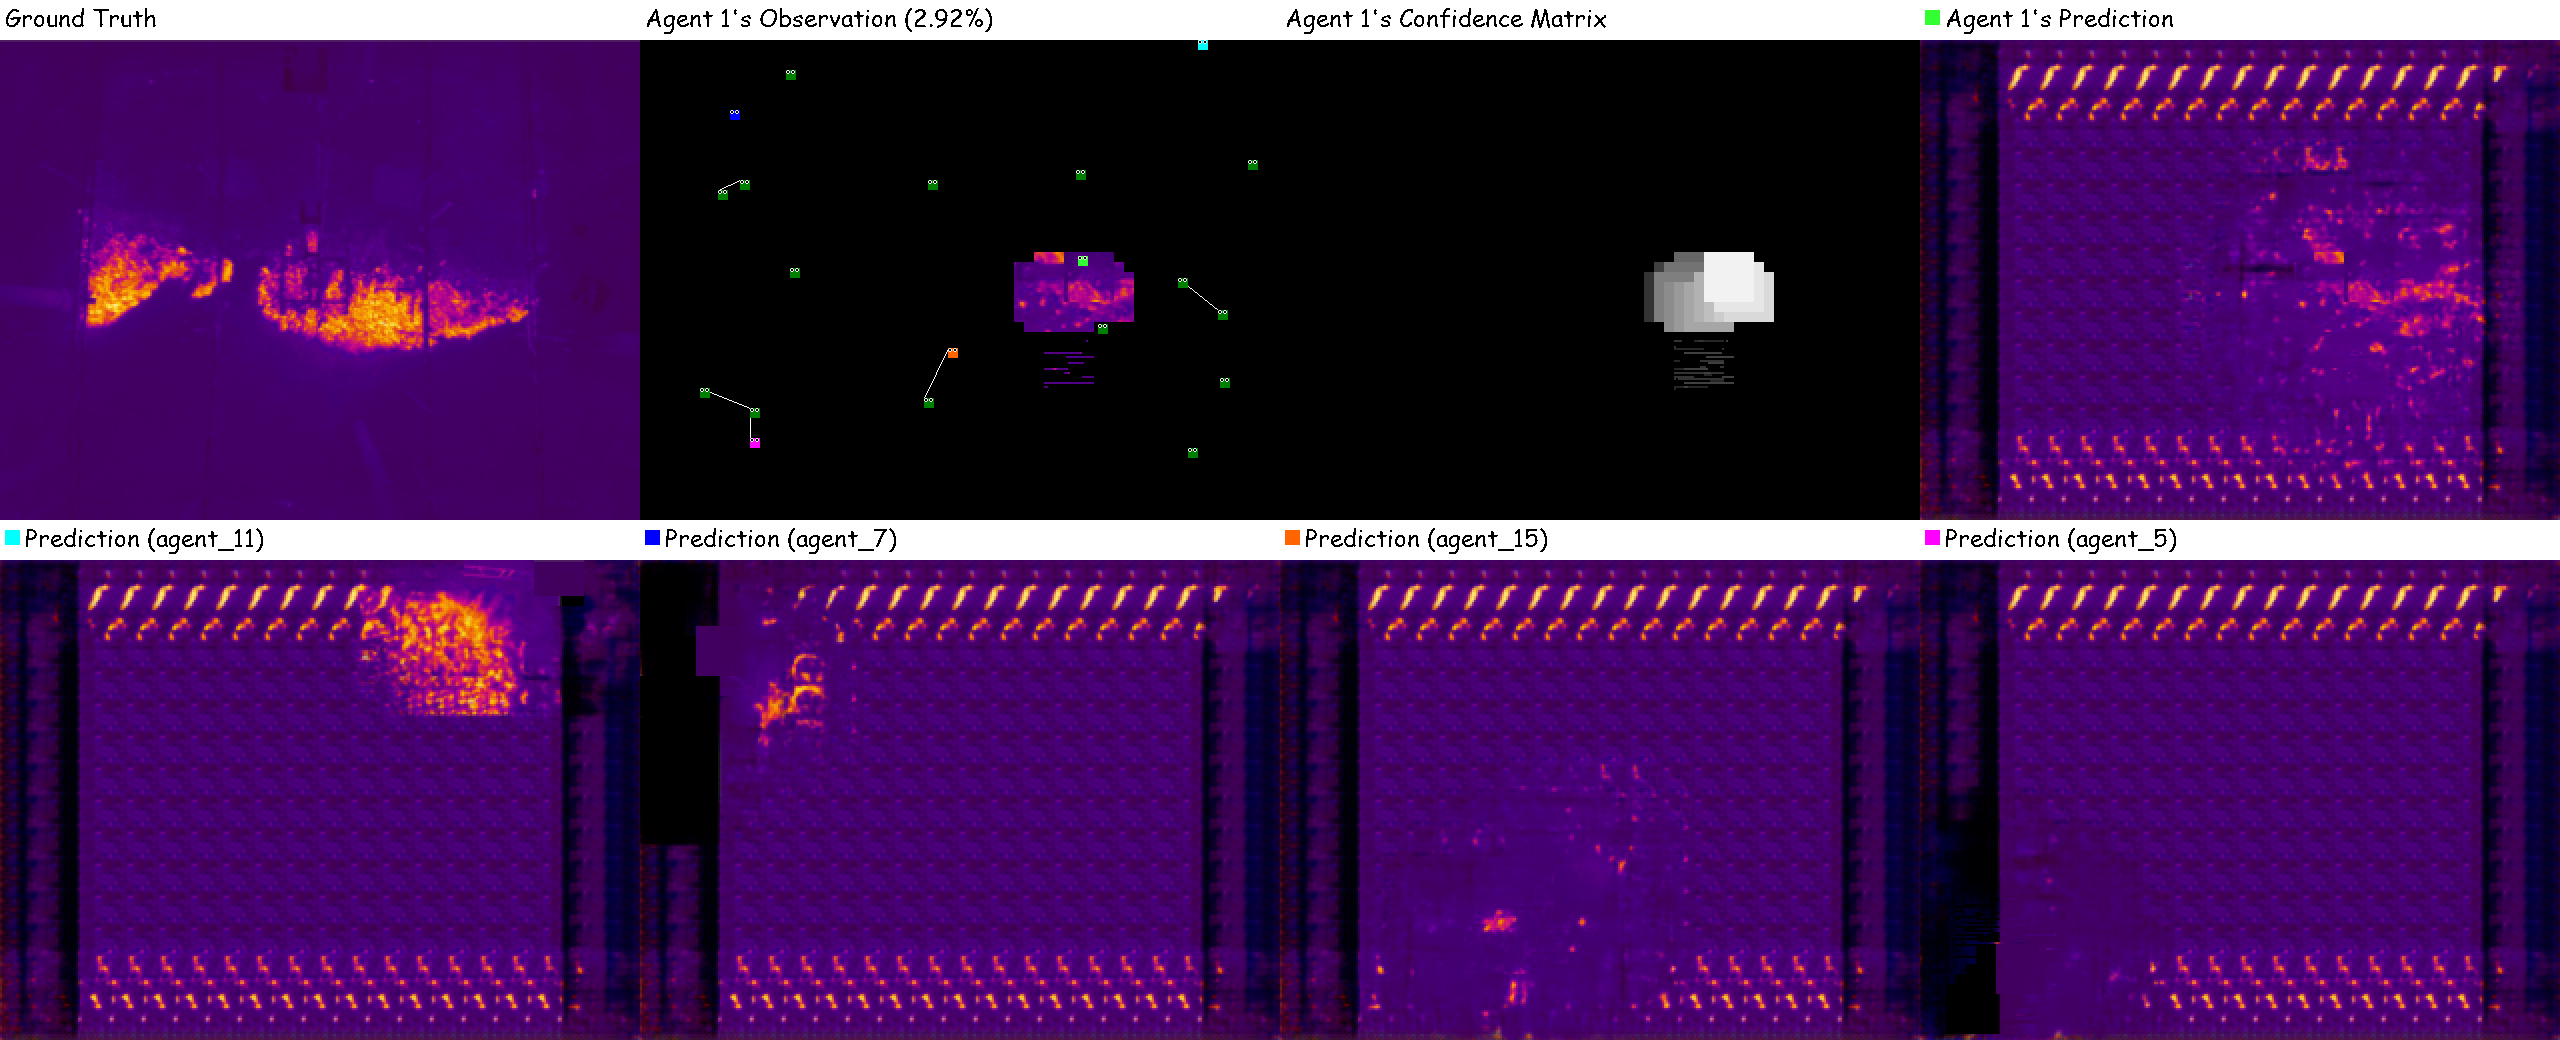 Ground Truth
Agent 1's Observation (2.92%)
Agent 1's Confidence Matrix
Agent 1's Prediction
Prediction (agent_11)
Prediction (agent_7)
Prediction (agent_15)
Prediction (agent_5)